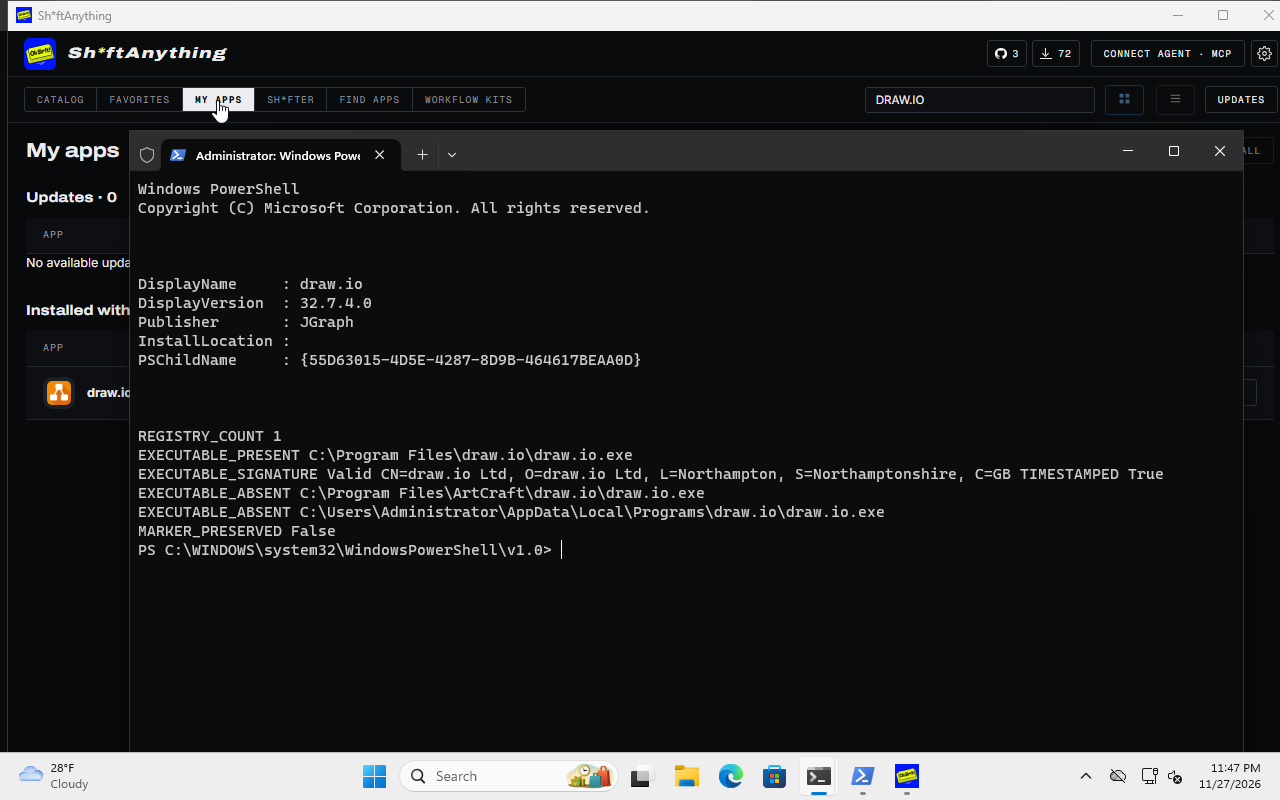 Sh*ftAnything
Sh*ftAnything
3
72
CONNECT AGENT · MCP
CATALOG
FAVORITES
MY APPS
SH*FTER
FIND APPS
WORKFLOW KITS
DRAW.IO
UPDATES
My apps
Updates · 0
APP
No available upda
Installed with
APP
draw.io
Administrator: Windows Powe
Windows PowerShell
Copyright (C) Microsoft Corporation. All rights reserved.
DisplayName     : draw.io
DisplayVersion  : 32.7.4.0
Publisher       : JGraph
InstallLocation :
PSChildName     : {55D63015-4D5E-4287-8D9B-464617BEAA0D}
REGISTRY_COUNT 1
EXECUTABLE_PRESENT C:\Program Files\draw.io\draw.io.exe
EXECUTABLE_SIGNATURE Valid CN=draw.io Ltd, O=draw.io Ltd, L=Northampton, S=Northamptonshire, C=GB TIMESTAMPED True
EXECUTABLE_ABSENT C:\Program Files\ArtCraft\draw.io\draw.io.exe
EXECUTABLE_ABSENT C:\Users\Administrator\AppData\Local\Programs\draw.io\draw.io.exe
MARKER_PRESERVED False
PS C:\WINDOWS\system32\WindowsPowerShell\v1.0>
28°F
Cloudy
Search
11:47 PM
11/27/2026